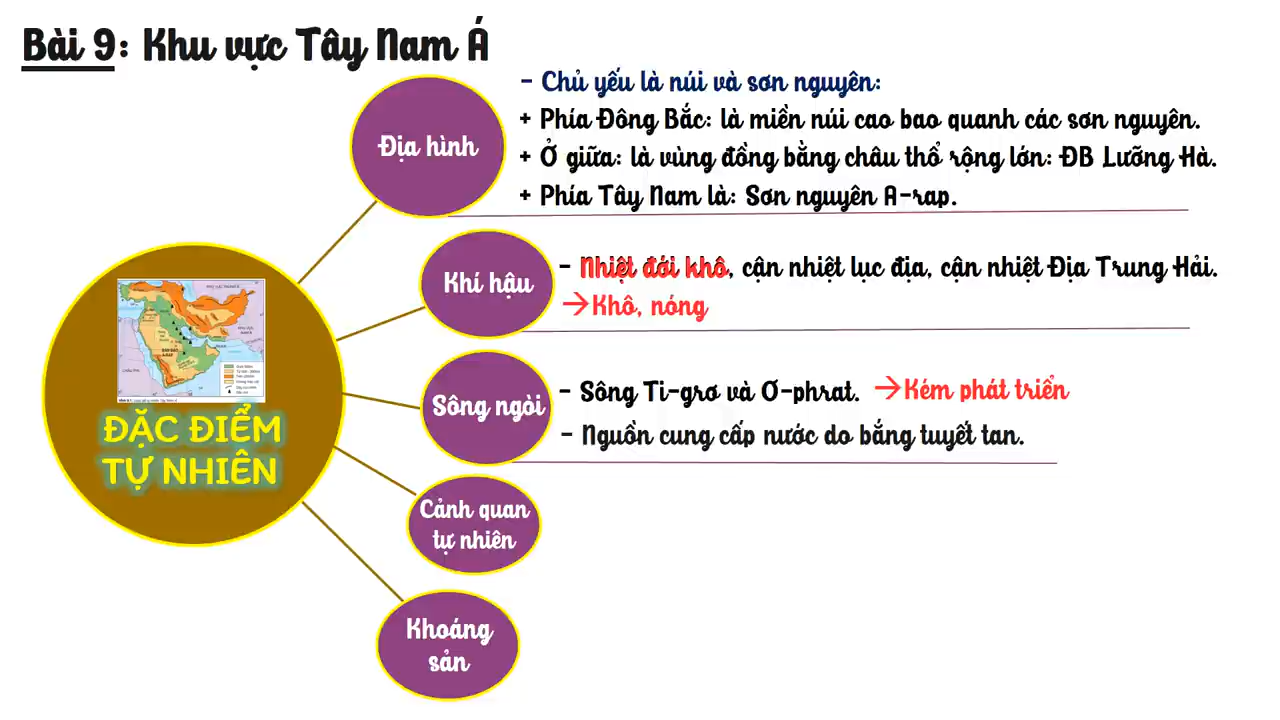 Bài 9: Khu vực Tây Nam Á
Địa hình
- Chủ yếu là núi và sơn nguyên:
+ Phía Đông Bắc: là miền núi cao bao quanh các sơn nguyên.
+ Ở giữa: là vùng đồng bằng châu thổ rộng lớn: ĐB Lưỡng Hà.
+ Phía Tây Nam là: Sơn nguyên A-rap.
Khí hậu
- Nhiệt đới khô, cận nhiệt lục địa, cận nhiệt Địa Trung Hải.
→Khô, nóng
ĐẶC ĐIỂM
TỰ NHIÊN
Sông ngòi
- Sông Ti-grơ và Ơ-phrat. →Kém phát triển
- Nguồn cung cấp nước do bắng tuyết tan.
Cảnh quan
tự nhiên
Khoáng
sản